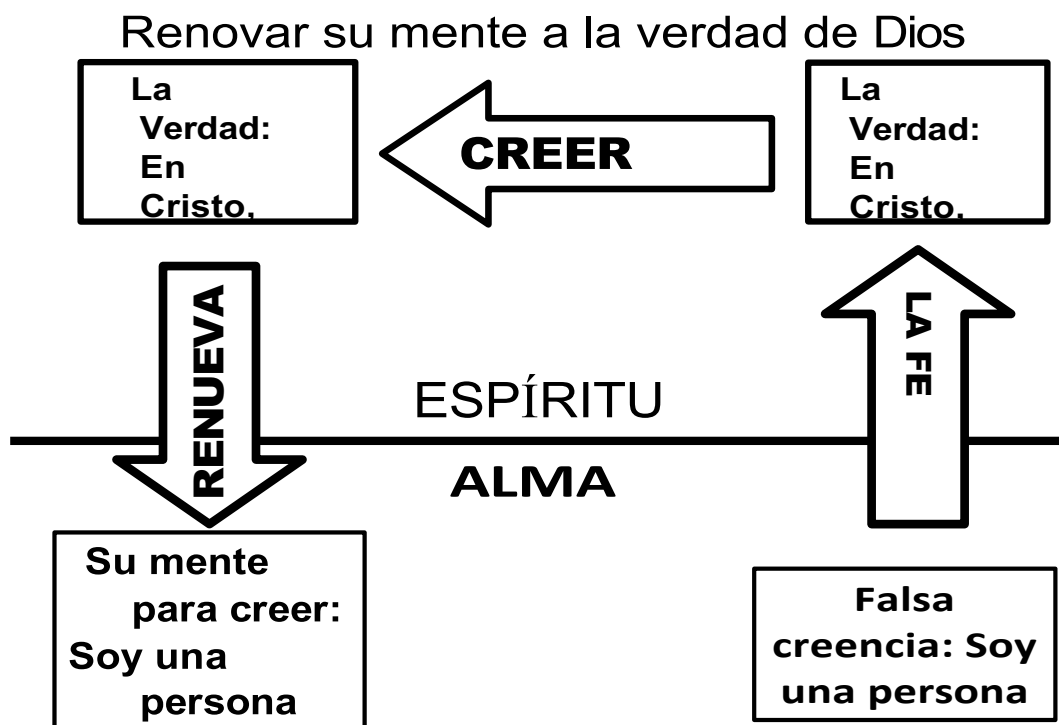 Renovar su mente a la verdad de Dios
La
Verdad:
En
Cristo,
CREER
La
Verdad:
En
Cristo,
RENUEVA
LA FE
ESPÍRITU
ALMA
Su mente
para creer:
Soy una
persona
Falsa
creencia: Soy
una persona